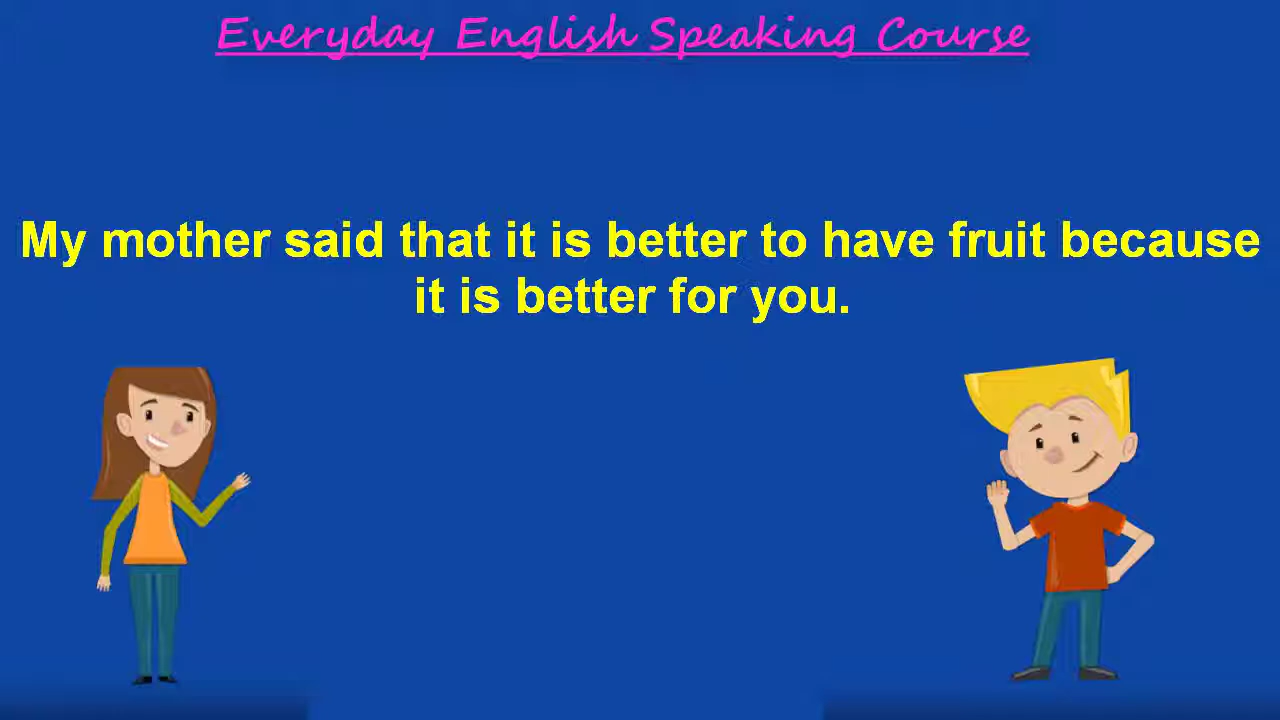 Everyday English Speaking Course
My mother said that it is better to have fruit because
it is better for you.